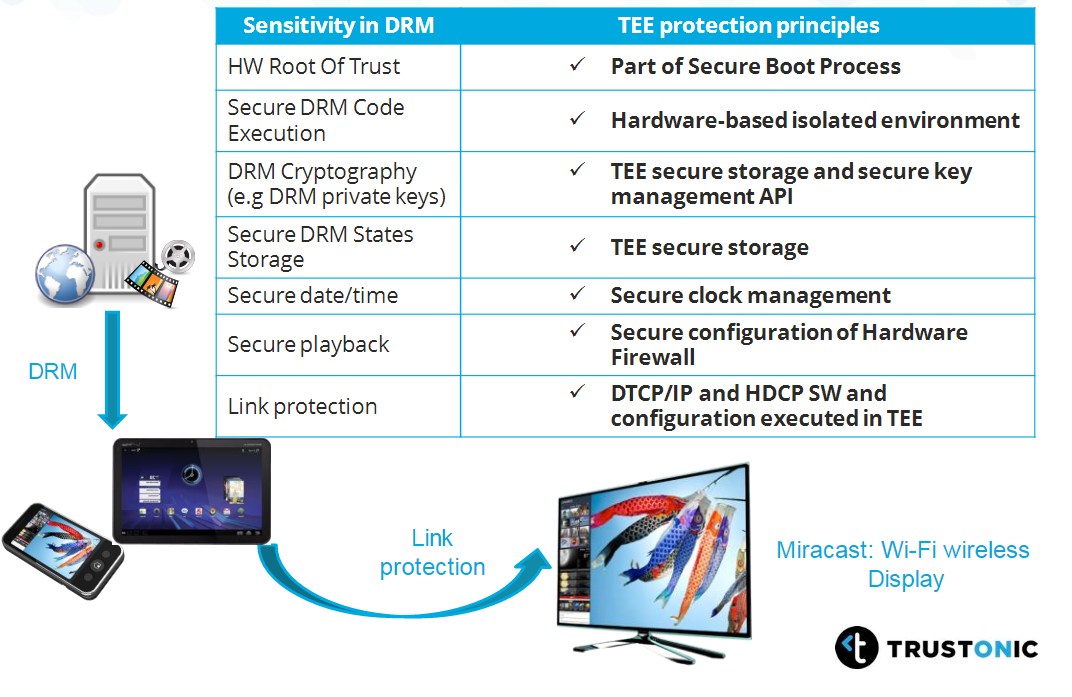 Sensitivity in DRM
TEE protection principles
HW Root Of Trust
✓ Part of Secure Boot Process
Secure DRM Code
Execution
✓ Hardware-based isolated environment
DRM Cryptography
(e.g DRM private keys)
✓ TEE secure storage and secure key
management API
Secure DRM States
Storage
✓ TEE secure storage
Secure date/time
✓ Secure clock management
Secure playback
✓ Secure configuration of Hardware
Firewall
Link protection
✓ DTCP/IP and HDCP SW and
configuration executed in TEE
DRM
Link
protection
Miracast: Wi-Fi wireless
Display
t TRUSTONIC